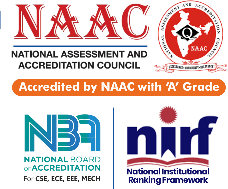 NAAC
NATIONAL ASSESSMENT AND
ACCREDITATION COUNCIL
NAAC
Accredited by NAAC with ‘A’ Grade
NBA
NATIONAL BOARD
OF ACCREDITATION
For CSE, ECE, EEE, MECH
nirf
National Institutional
Ranking Framework